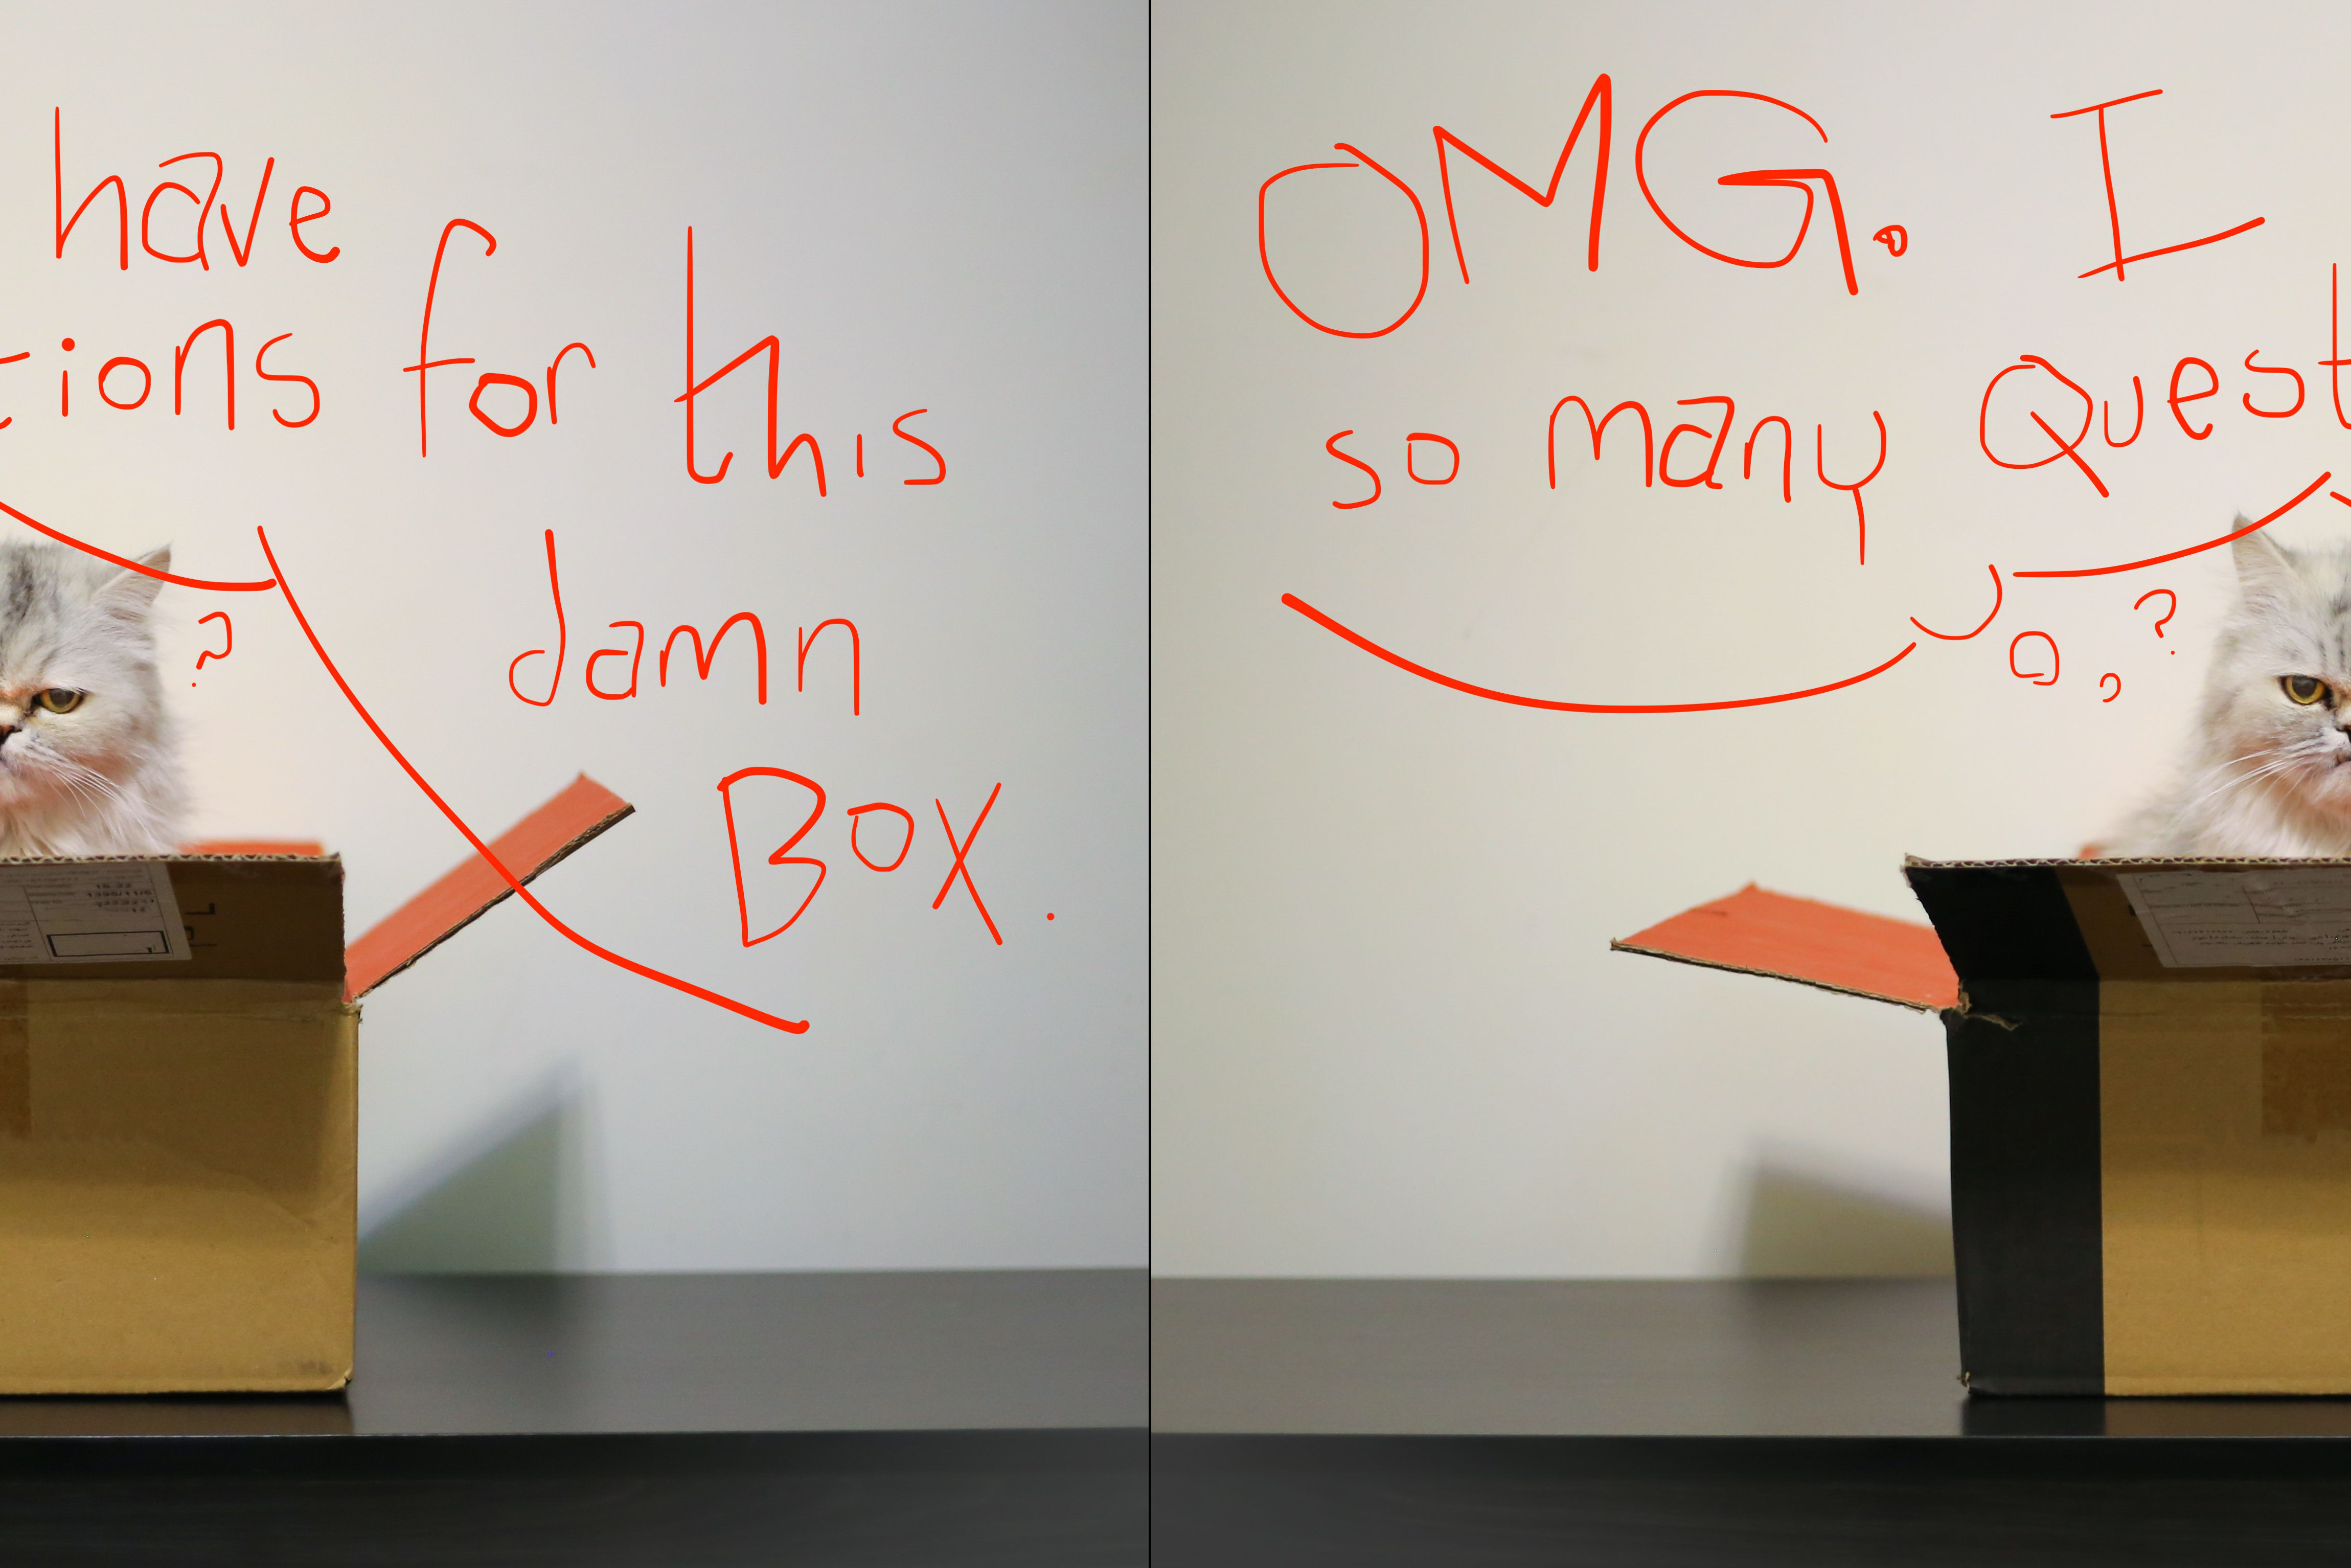 have
tions for this
?
damn
BOX.
OMG. I
so many Quest
?